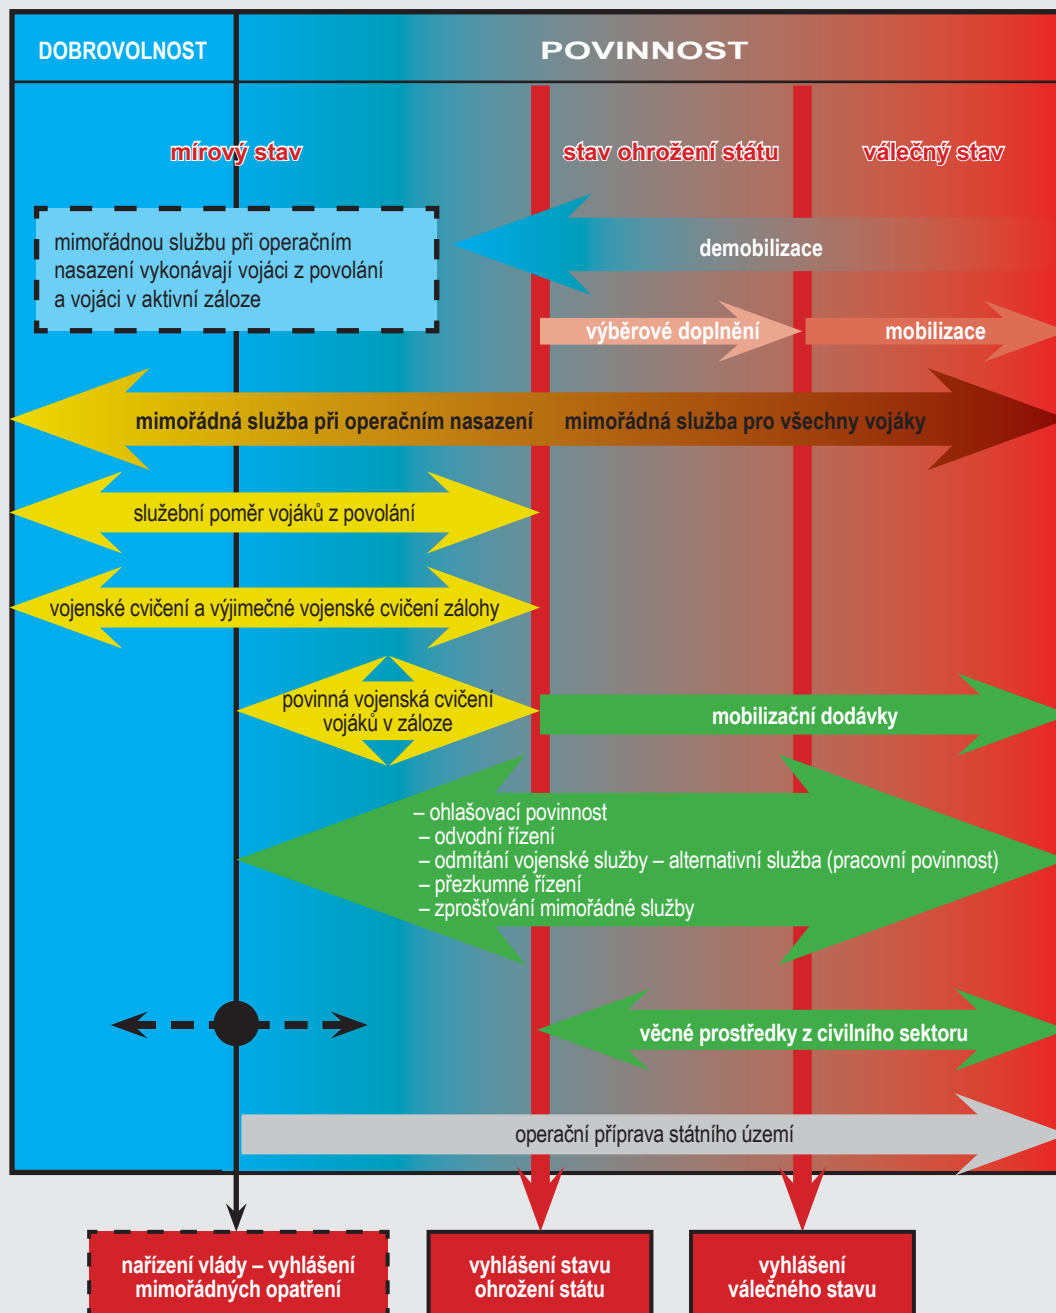 DOBROVOLNOST
POVINNOST
mírový stav
stav ohrožení státu
válečný stav
mimořádnou službu při operačním
nasazení vykonávají vojáci z povolání
a vojáci v aktivní záloze
demobilizace
výběrové doplnění
mobilizace
mimořádná služba při operačním nasazení
mimořádná služba pro všechny vojáky
služební poměr vojáků z povolání
vojenské cvičení a výjimečné vojenské cvičení zálohy
povinná vojenská cvičení
vojáků v záloze
mobilizační dodávky
– ohlašovací povinnost
– odvodní řízení
– odmítání vojenské služby – alternativní služba (pracovní povinnost)
– přezkumné řízení
– zprošťování mimořádné služby
věcné prostředky z civilního sektoru
operační příprava státního území
nařízení vlády – vyhlášení
mimořádných opatření
vyhlášení stavu
ohrožení státu
vyhlášení
válečného stavu